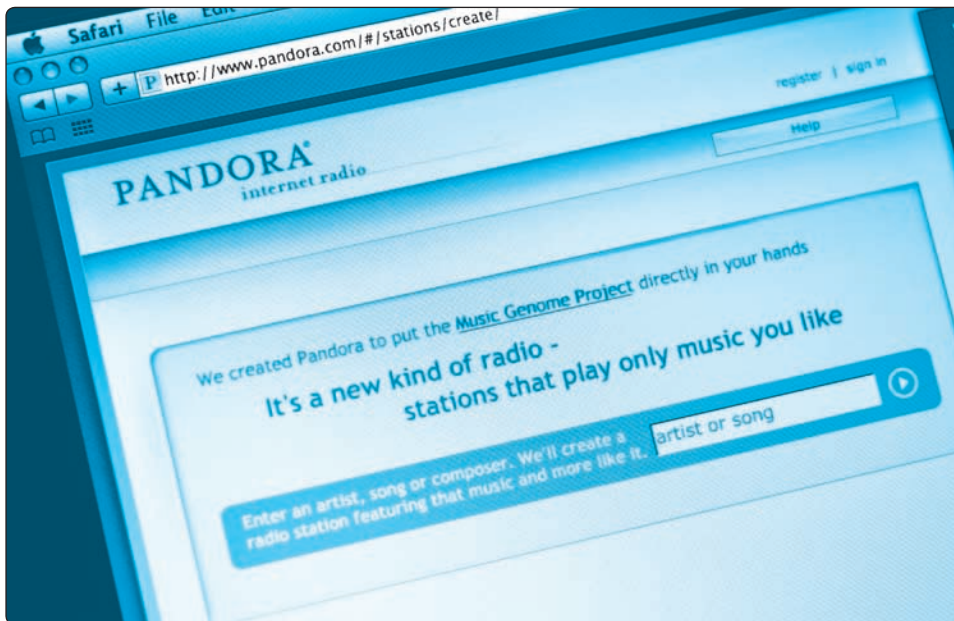 Safari File Edit
http://www.pandora.com/#/stations/create/
P
register | sign in
Help
PANDORA®
internet radio
We created Pandora to put the Music Genome Project directly in your hands
It's a new kind of radio -
stations that play only music you like
Enter an artist, song or composer. We'll create a
radio station featuring that music and more like it.
artist or song